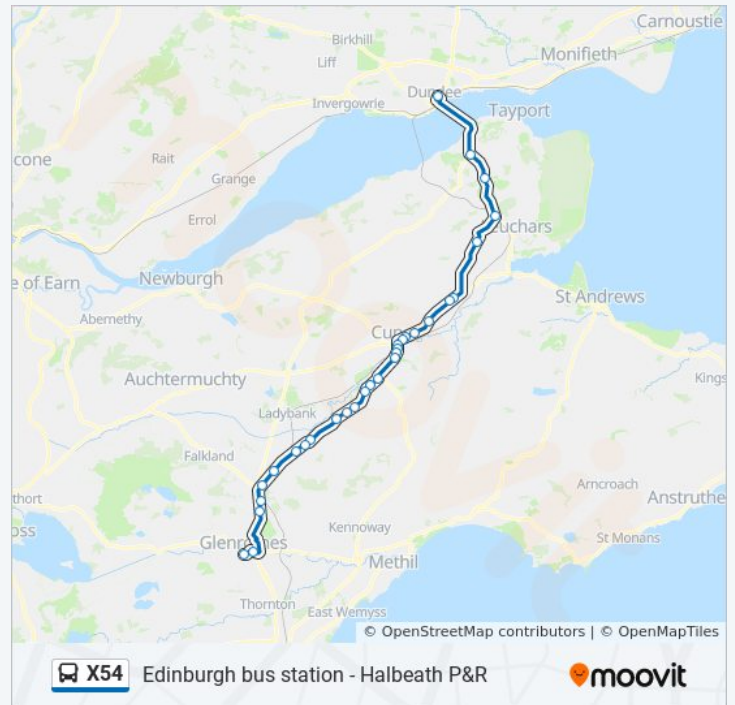 Carnoustie
Birkhill
Monifieth
Liff
Dundee
Invergowrie
Tayport
cone
Rait
Grange
Errol
euchars
e of Earn
Newburgh
St Andrews
Abernethy
Cupar
Kings
Auchtermuchty
Ladybank
Falkland
Arncroach
thort
Anstruthe
Kennoway
oss
Glenrothes
St Monans
Methil
Thornton
East Wemyss
© OpenStreetMap contributors | © OpenMapTiles
X54 Edinburgh bus station - Halbeath P&R
moovit